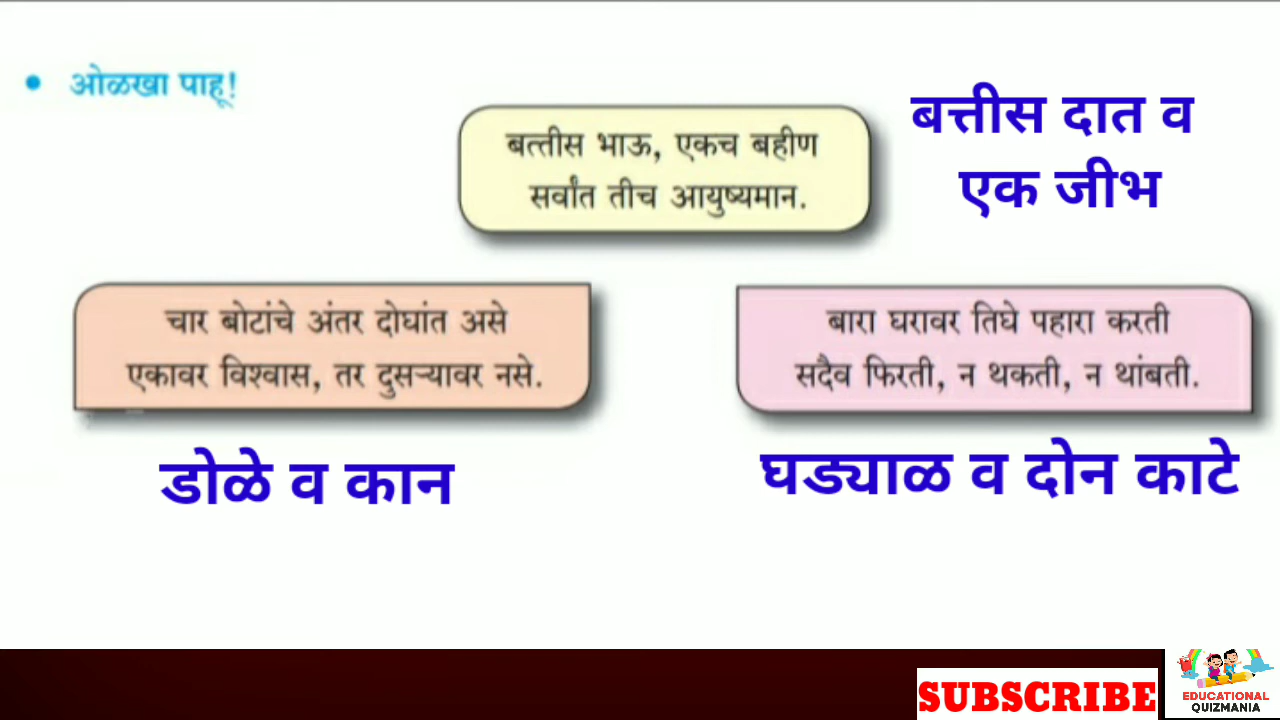 • ओळखा पाहू!
बत्तीस भाऊ, एकच बहीण
सर्वांत तीच आयुष्यमान.
बत्तीस दात व
एक जीभ
चार बोटांचे अंतर दोघांत असे
एकावर विश्वास, तर दुसऱ्यावर नसे.
डोळे व कान
बारा घरावर तिघे पहारा करती
सदैव फिरती, न थकती, न थांबती.
घड्याळ व दोन काटे
SUBSCRIBE
EDUCATIONAL
QUIZMANIA